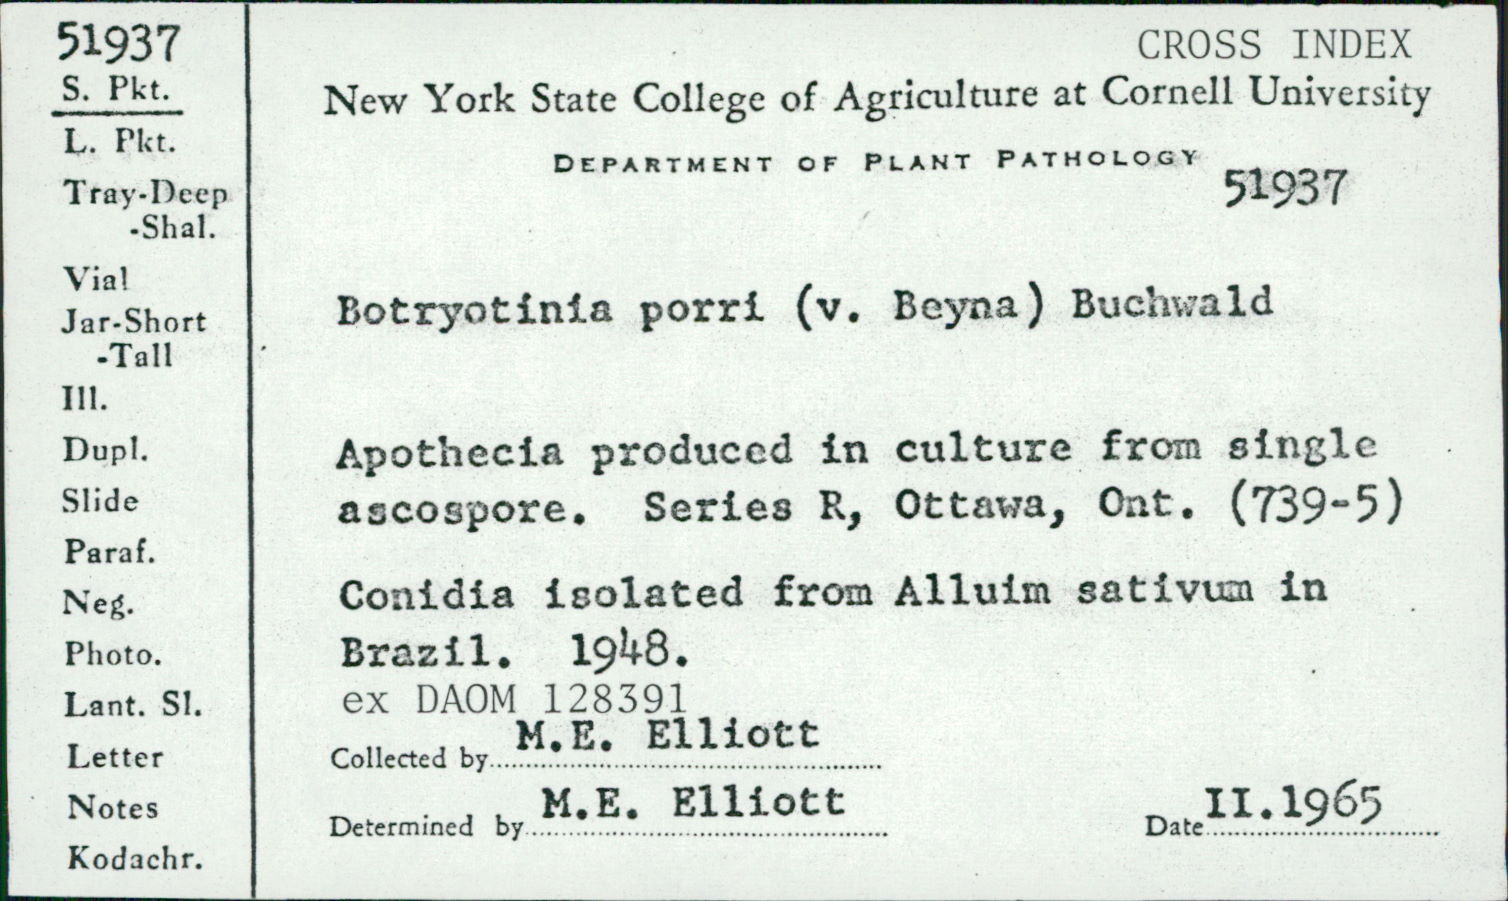 51937
S. Pkt.
L. Pkt.
Tray-Deep
-Shal.
Vial
Jar-Short
-Tall
Ill.
Dupl.
Slide
Paraf.
Neg.
Photo.
Lant. Sl.
Letter
Notes
Kodachr.
CROSS INDEX
New York State College of Agriculture at Cornell University
DEPARTMENT OF PLANT PATHOLOGY
51937
Botryotinia porri (v. Beyna) Buchwald
Apothecia produced in culture from single
ascospore. Series R, Ottawa, Ont. (739-5)
Conidia isolated from Alluim sativum in
Brazil. 1948.
ex DAOM 128391
Collected by M.E. Elliott
Determined by M.E. Elliott
Date II.1965